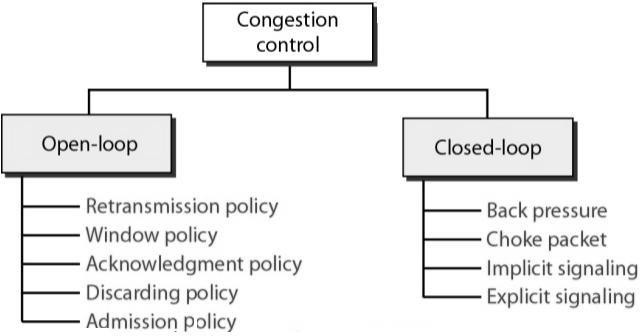 Congestion
control
Open-loop
Retransmission policy
Window policy
Acknowledgment policy
Discarding policy
Admission policy
Closed-loop
Back pressure
Choke packet
Implicit signaling
Explicit signaling